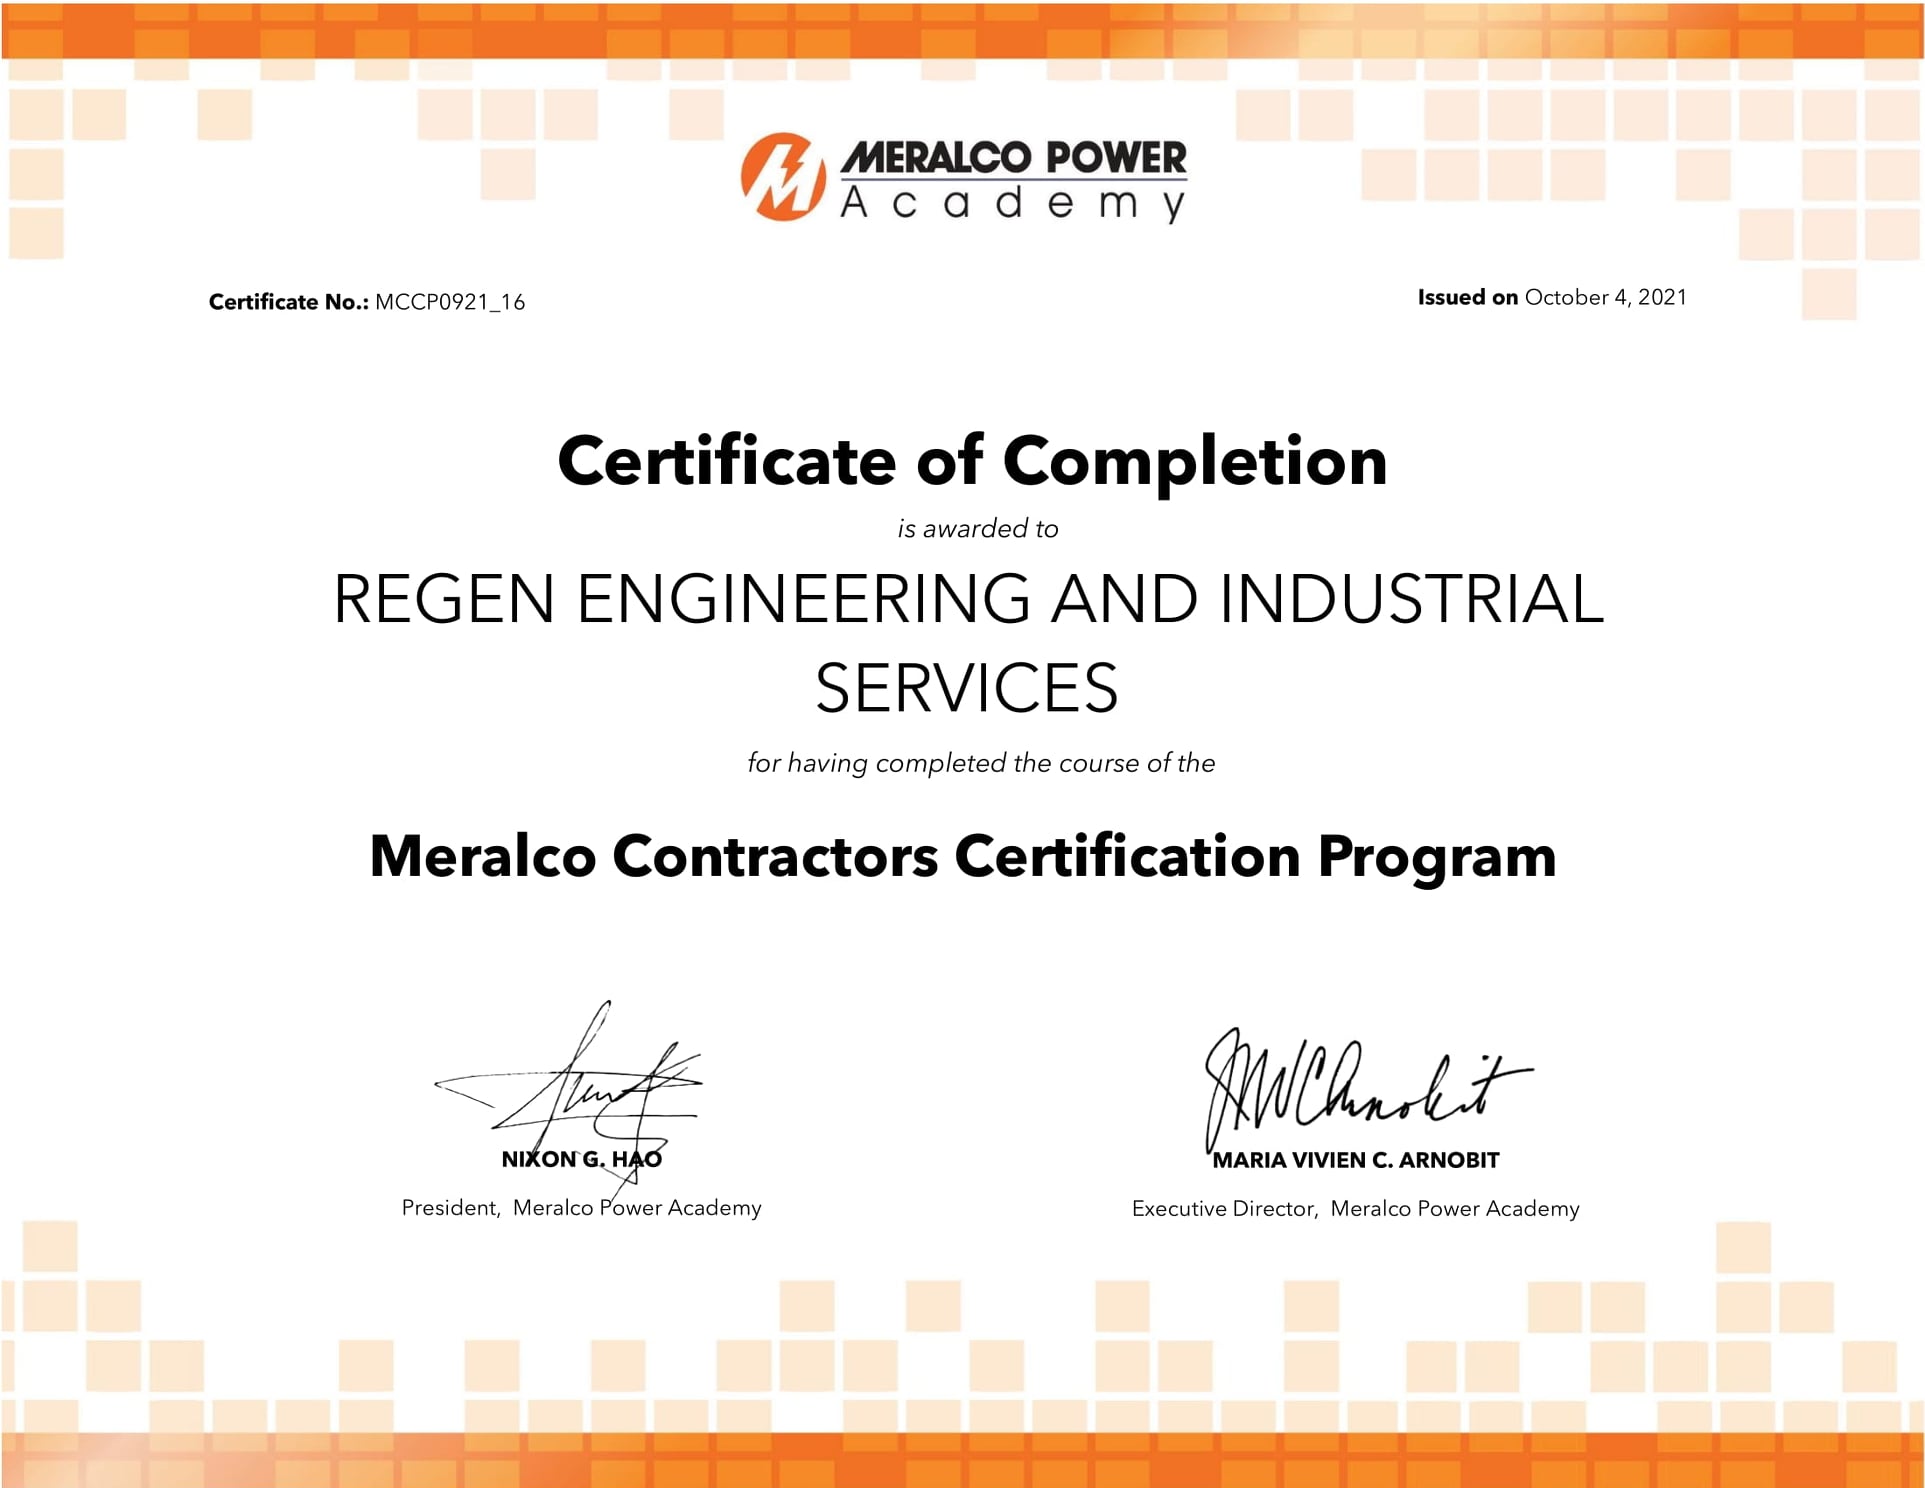 MERALCO POWER
Academy
Certificate No.: MCCP0921_16
Issued on October 4, 2021
Certificate of Completion
is awarded to
REGEN ENGINEERING AND INDUSTRIAL
SERVICES
for having completed the course of the
Meralco Contractors Certification Program
NIXON G. HAO
President, Meralco Power Academy
MVCArnobit
MARIA VIVIEN C. ARNOBIT
Executive Director, Meralco Power Academy